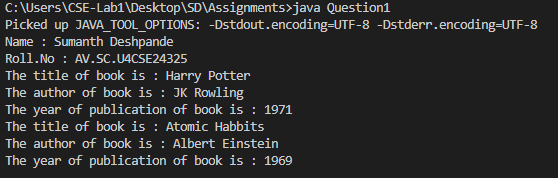 C:\Users\CSE-Lab1\Desktop\SD\Assignments>java Question1
Picked up JAVA_TOOL_OPTIONS: -Dstdout.encoding=UTF-8 -Dstderr.encoding=UTF-8
Name : Sumanth Deshpande
Roll.No : AV.SC.U4CSE24325
The title of book is : Harry Potter
The author of book is : JK Rowling
The year of publication of book is : 1971
The title of book is : Atomic Habbits
The author of book is : Albert Einstein
The year of publication of book is : 1969